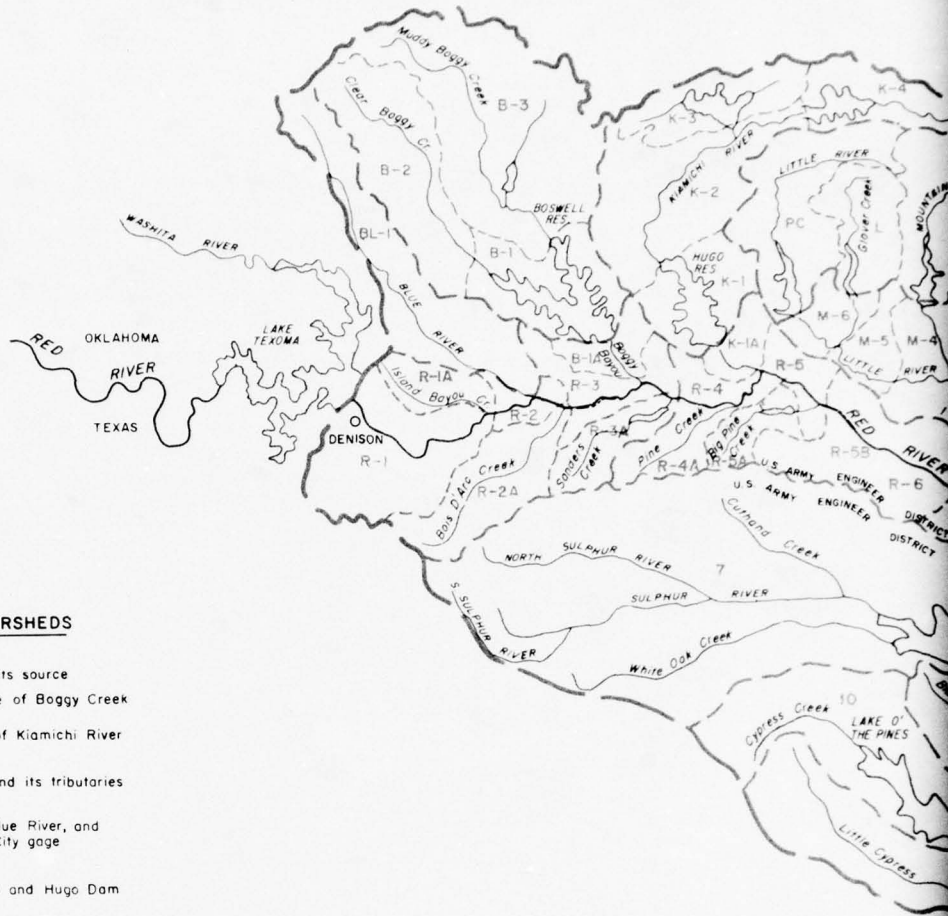 Muddy Boggy Creek
B-3
K-4
K-3
Clear Boggy Cr.
L
KIAMICHI RIVER
K-2
LITTLE RIVER
B-2
Glover Creek
PC
L
BOSWELL RES.
WASHITA RIVER
BL-1
B-1
HUGO RES
K-1
BLUE RIVER
M-6
OKLAHOMA
LAKE TEXOMA
RED RIVER
M-5
M-4
K-1A
B-1A
Boggy Bayou
LITTLE RIVER
R-1A
R-3
R-4
R-5
Island Bayou Cr.
TEXAS
DENISON
R-2
R-3A
Pine Creek
Big Pine Creek
RED RIVER
R-1
Sanders Creek
R-4A
R-5A
R-5B
Bois D'Arc Creek
R-2A
U.S. ARMY ENGINEER DISTRICT
R-6
U.S. ARMY ENGINEER DISTRICT
Cuthand Creek
NORTH SULPHUR RIVER
7
S SULPHUR RIVER
SULPHUR RIVER
White Oak Creek
10
Cypress Creek
LAKE O'
THE PINES
Little Cypress
RSHEDS
ts source
of Boggy Creek
f Kiamichi River
nd its tributaries
ue River, and
City gage
and Hugo Dam